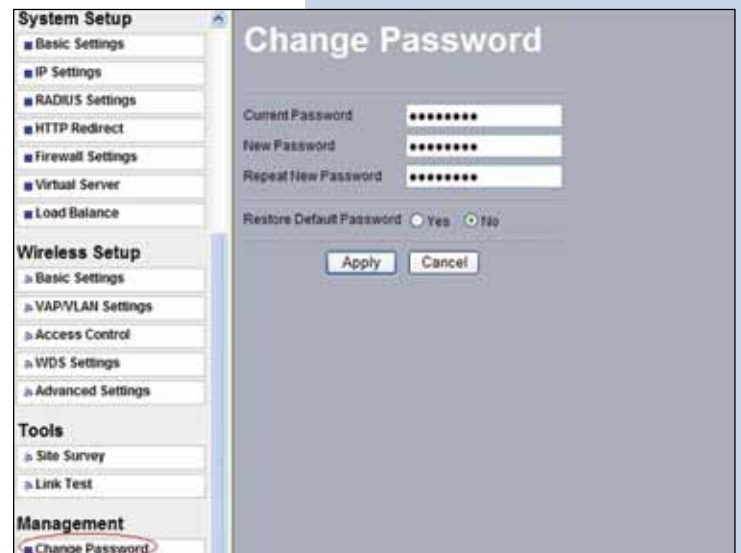 System Setup
Basic Settings
IP Settings
RADIUS Settings
HTTP Redirect
Firewall Settings
Virtual Server
Load Balance
Wireless Setup
Basic Settings
VAP/VLAN Settings
Access Control
WDS Settings
Advanced Settings
Tools
Site Survey
Link Test
Management
Change Password
Change Password
Current Password ••••••••
New Password ••••••••
Repeat New Password ••••••••
Restore Default Password Yes No
Apply Cancel